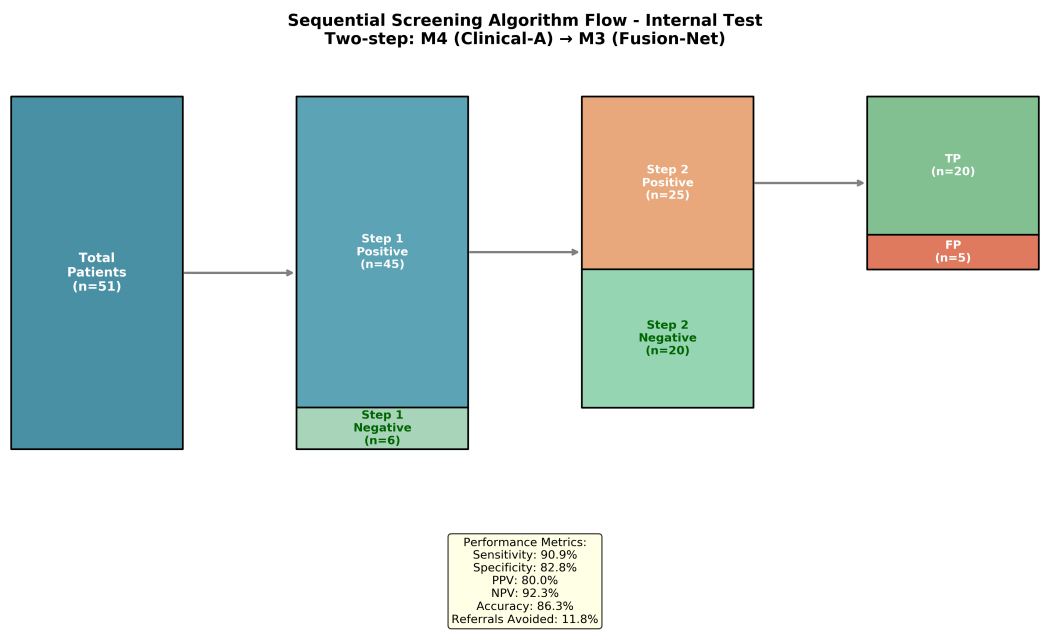 Sequential Screening Algorithm Flow - Internal Test
Two-step: M4 (Clinical-A) → M3 (Fusion-Net)
Total
Patients
(n=51)
Step 1
Positive
(n=45)
Step 1
Negative
(n=6)
Step 2
Positive
(n=25)
Step 2
Negative
(n=20)
TP
(n=20)
FP
(n=5)
Performance Metrics:
Sensitivity: 90.9%
Specificity: 82.8%
PPV: 80.0%
NPV: 92.3%
Accuracy: 86.3%
Referrals Avoided: 11.8%